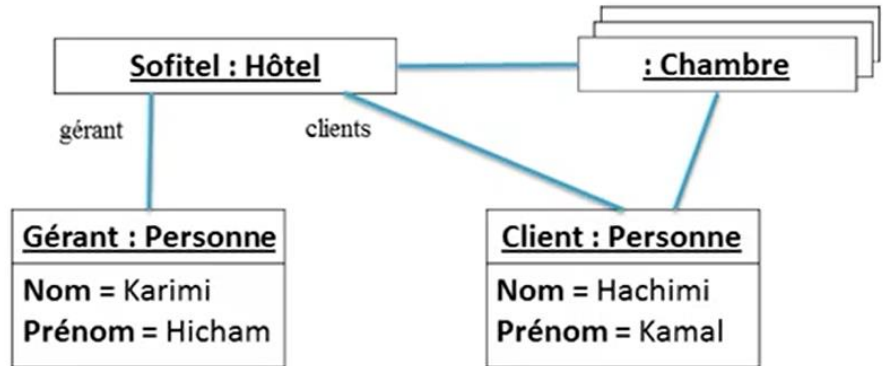 Sofitel : Hôtel
: Chambre
gérant
clients
Gérant : Personne
Nom = Karimi
Prénom = Hicham
Client : Personne
Nom = Hachimi
Prénom = Kamal